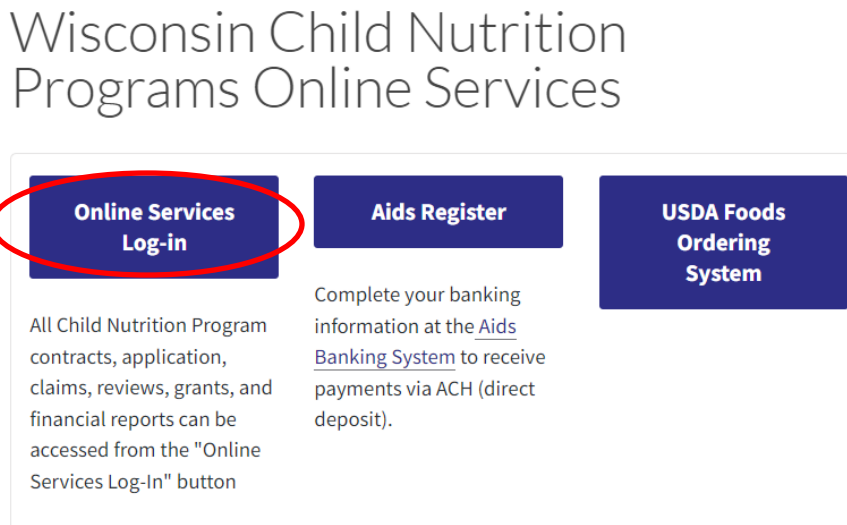 Wisconsin Child Nutrition
Programs Online Services
Online Services
Log-in
All Child Nutrition Program
contracts, application,
claims, reviews, grants, and
financial reports can be
accessed from the "Online
Services Log-In" button
Aids Register
Complete your banking
information at the Aids
Banking System to receive
payments via ACH (direct
deposit).
USDA Foods
Ordering
System